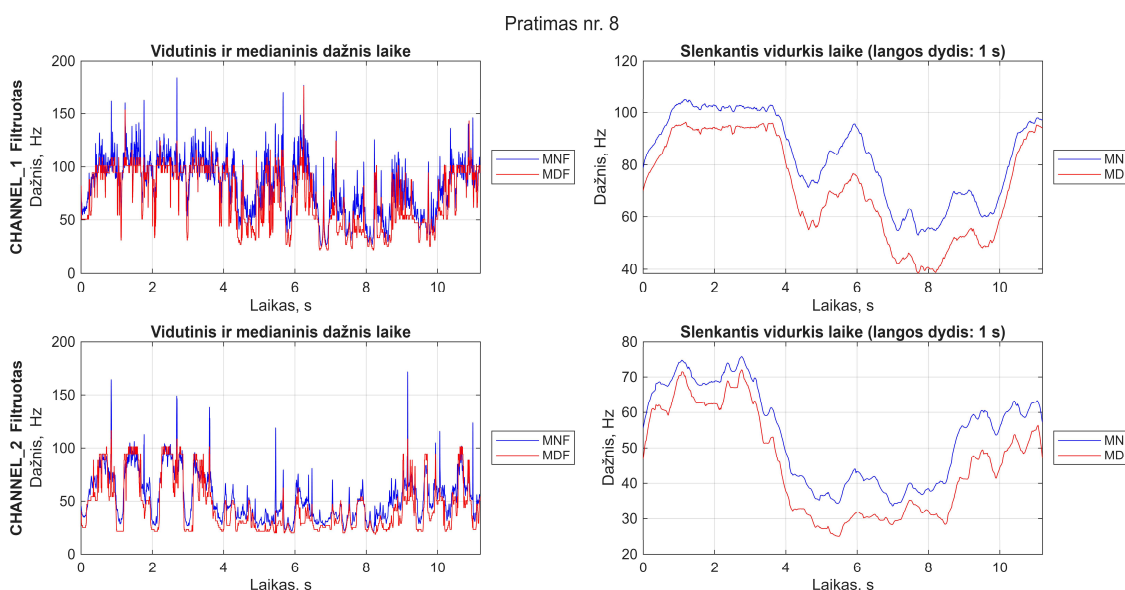 Pratimas nr. 8
Vidutinis ir medianinis dažnis laike
CHANNEL_1 Filtruotas
Dažnis, Hz
200
150
100
50
0
0 2 4 6 8 10
Laikas, s
MNF
MDF
Slenkantis vidurkis laike (langos dydis: 1 s)
120
100
80
60
40
0 2 4 6 8 10
Laikas, s
MN
MD
Dažnis, Hz
Vidutinis ir medianinis dažnis laike
CHANNEL_2 Filtruotas
Dažnis, Hz
200
150
100
50
0
0 2 4 6 8 10
Laikas, s
MNF
MDF
Slenkantis vidurkis laike (langos dydis: 1 s)
Dažnis, Hz
80
70
60
50
40
30
20
0 2 4 6 8 10
Laikas, s
MN
MD